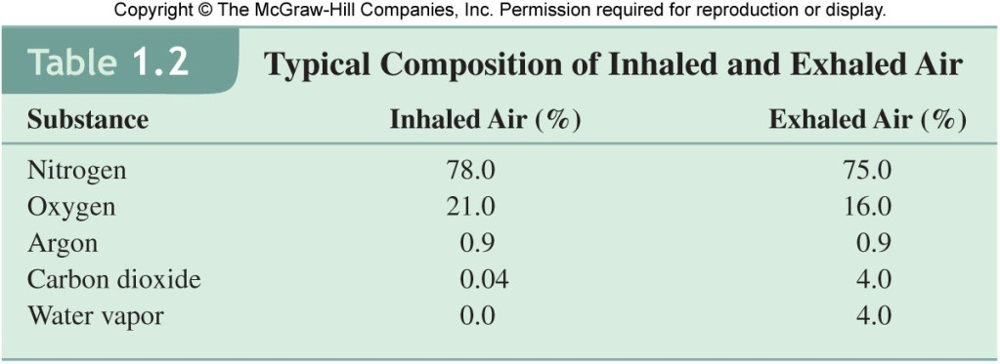 Copyright © The McGraw-Hill Companies, Inc. Permission required for reproduction or display.
Table 1.2 Typical Composition of Inhaled and Exhaled Air
Substance Inhaled Air (%) Exhaled Air (%)
Nitrogen 78.0 75.0
Oxygen 21.0 16.0
Argon 0.9 0.9
Carbon dioxide 0.04 4.0
Water vapor 0.0 4.0